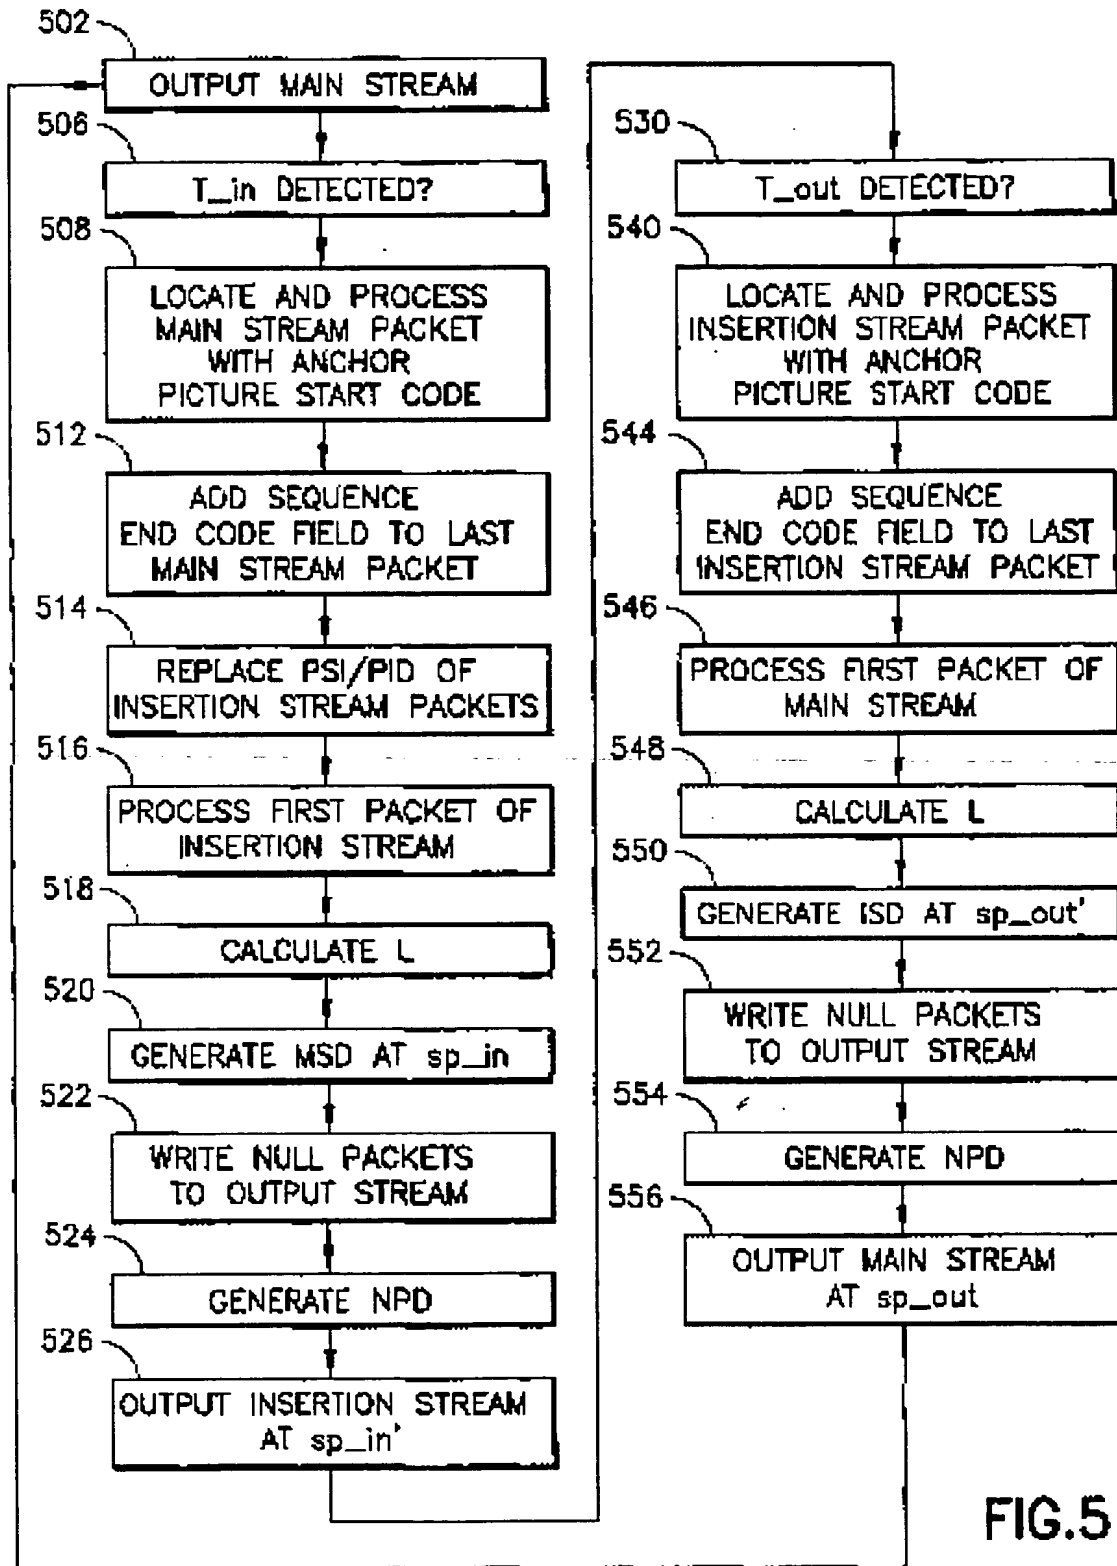 502
OUTPUT MAIN STREAM
506
T_in DETECTED?
508
LOCATE AND PROCESS
MAIN STREAM PACKET
WITH ANCHOR
PICTURE START CODE
512
ADD SEQUENCE
END CODE FIELD TO LAST
MAIN STREAM PACKET
514
REPLACE PSI/PID OF
INSERTION STREAM PACKETS
516
PROCESS FIRST PACKET OF
INSERTION STREAM
518
CALCULATE L
520
GENERATE MSD AT sp_in
522
WRITE NULL PACKETS
TO OUTPUT STREAM
524
GENERATE NPD
526
OUTPUT INSERTION STREAM
AT sp_in'
530
T_out DETECTED?
540
LOCATE AND PROCESS
INSERTION STREAM PACKET
WITH ANCHOR
PICTURE START CODE
544
ADD SEQUENCE
END CODE FIELD TO LAST
INSERTION STREAM PACKET
546
PROCESS FIRST PACKET OF
MAIN STREAM
548
CALCULATE L
550
GENERATE ISD AT sp_out'
552
WRITE NULL PACKETS
TO OUTPUT STREAM
554
GENERATE NPD
556
OUTPUT MAIN STREAM
AT sp_out
FIG.5